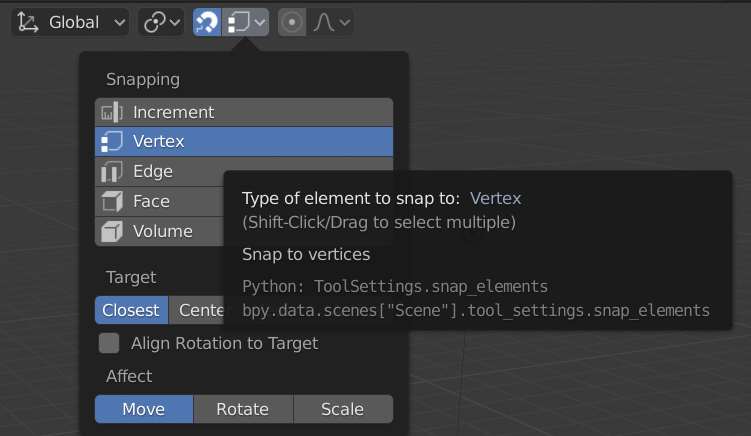 Global
Snapping
Increment
Vertex
Edge
Face
Volume
Type of element to snap to: Vertex
(Shift-Click/Drag to select multiple)
Snap to vertices
Python: ToolSettings.snap_elements
bpy.data.scenes["Scene"].tool_settings.snap_elements
Target
Closest Cente
Align Rotation to Target
Affect
Move Rotate Scale